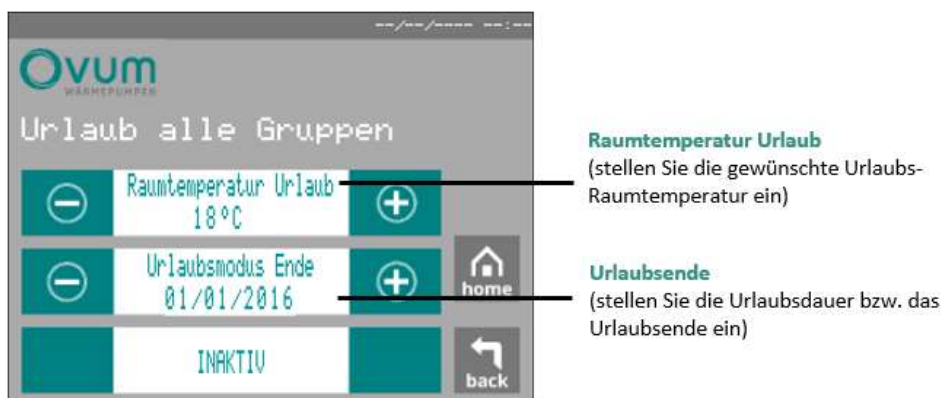 --/--/---- --:--
Ovum
WÄRMEPUMPEN
Urlaub alle Gruppen
Raumtemperatur Urlaub
18°C
Urlaubsmodus Ende
01/01/2016
INAKTIV
home
back
Raumtemperatur Urlaub
(stellen Sie die gewünschte Urlaubs-
Raumtemperatur ein)
Urlaubsende
(stellen Sie die Urlaubsdauer bzw. das
Urlaubsende ein)